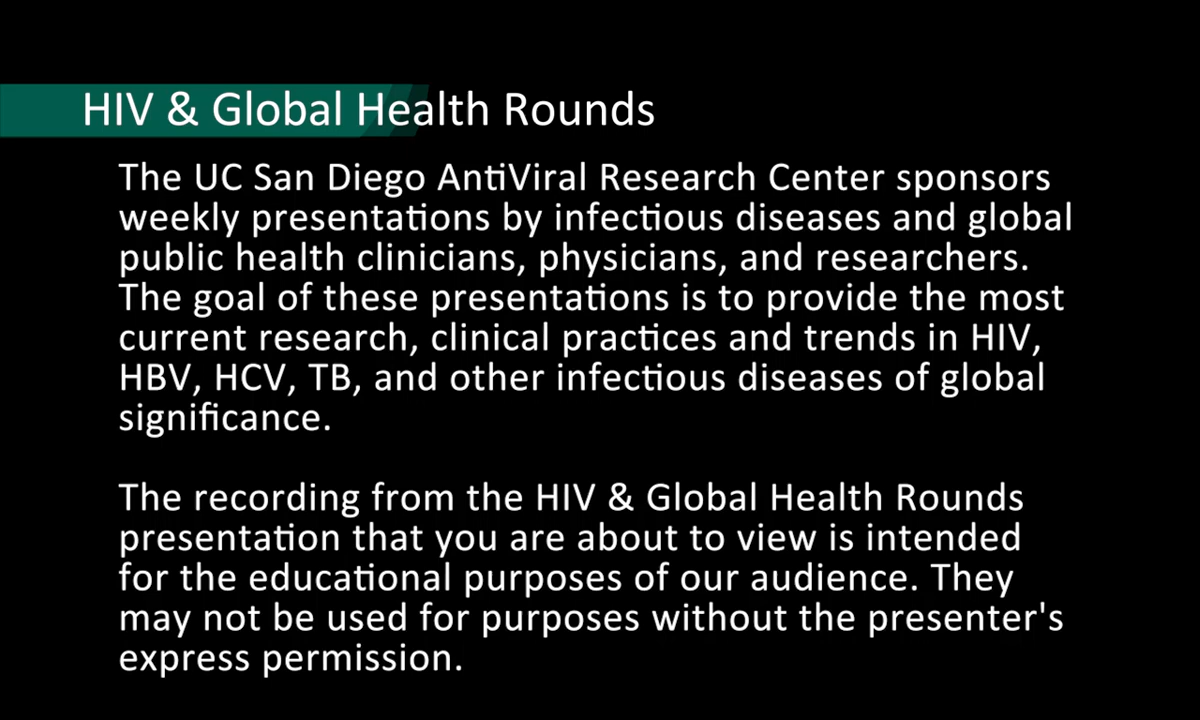 HIV & Global Health Rounds
The UC San Diego AntiViral Research Center sponsors
weekly presentations by infectious diseases and global
public health clinicians, physicians, and researchers.
The goal of these presentations is to provide the most
current research, clinical practices and trends in HIV,
HBV, HCV, TB, and other infectious diseases of global
significance.
The recording from the HIV & Global Health Rounds
presentation that you are about to view is intended
for the educational purposes of our audience. They
may not be used for purposes without the presenter's
express permission.